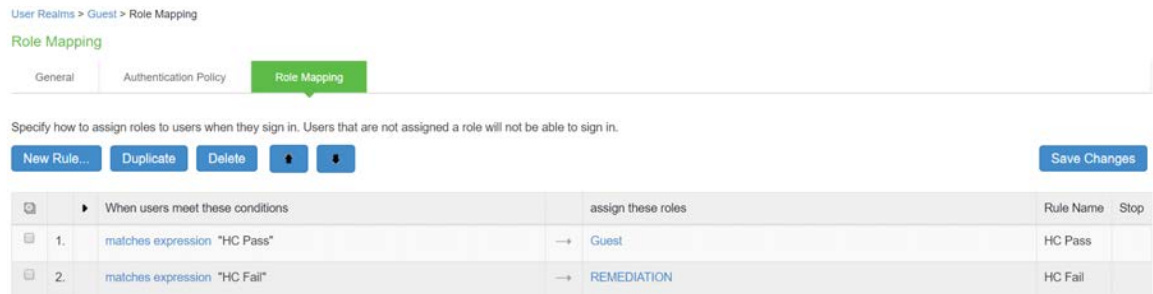 User Realms > Guest > Role Mapping
Role Mapping
General Authentication Policy Role Mapping
Specify how to assign roles to users when they sign in. Users that are not assigned a role will not be able to sign in.
New Rule... Duplicate Delete Save Changes
When users meet these conditions assign these roles Rule Name Stop
1. matches expression "HC Pass" → Guest HC Pass
2. matches expression "HC Fail" → REMEDIATION HC Fail